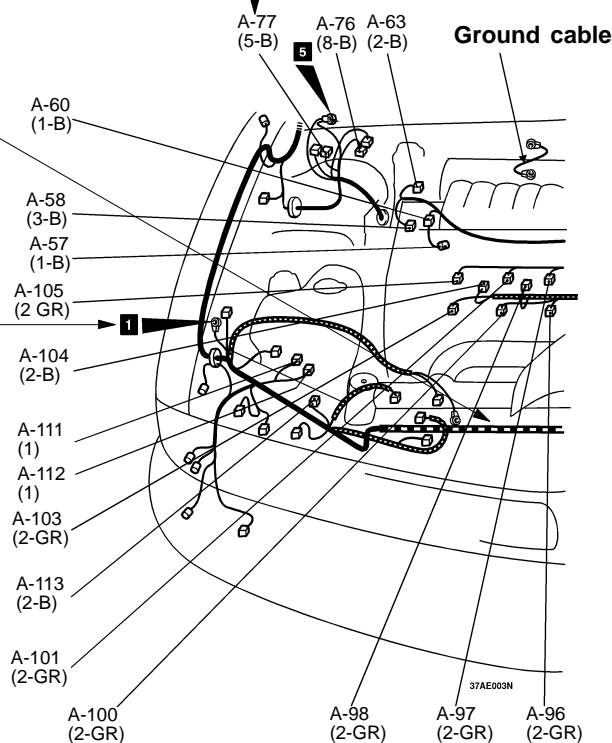 A-77
(5-B)
A-76
(8-B)
A-63
(2-B)
Ground cable
5
A-60
(1-B)
A-58
(3-B)
A-57
(1-B)
A-105
(2 GR)
1
A-104
(2-B)
A-111
(1)
A-112
(1)
A-103
(2-GR)
A-113
(2-B)
A-101
(2-GR)
37AE003N
A-100
(2-GR)
A-98
(2-GR)
A-97
(2-GR)
A-96
(2-GR)